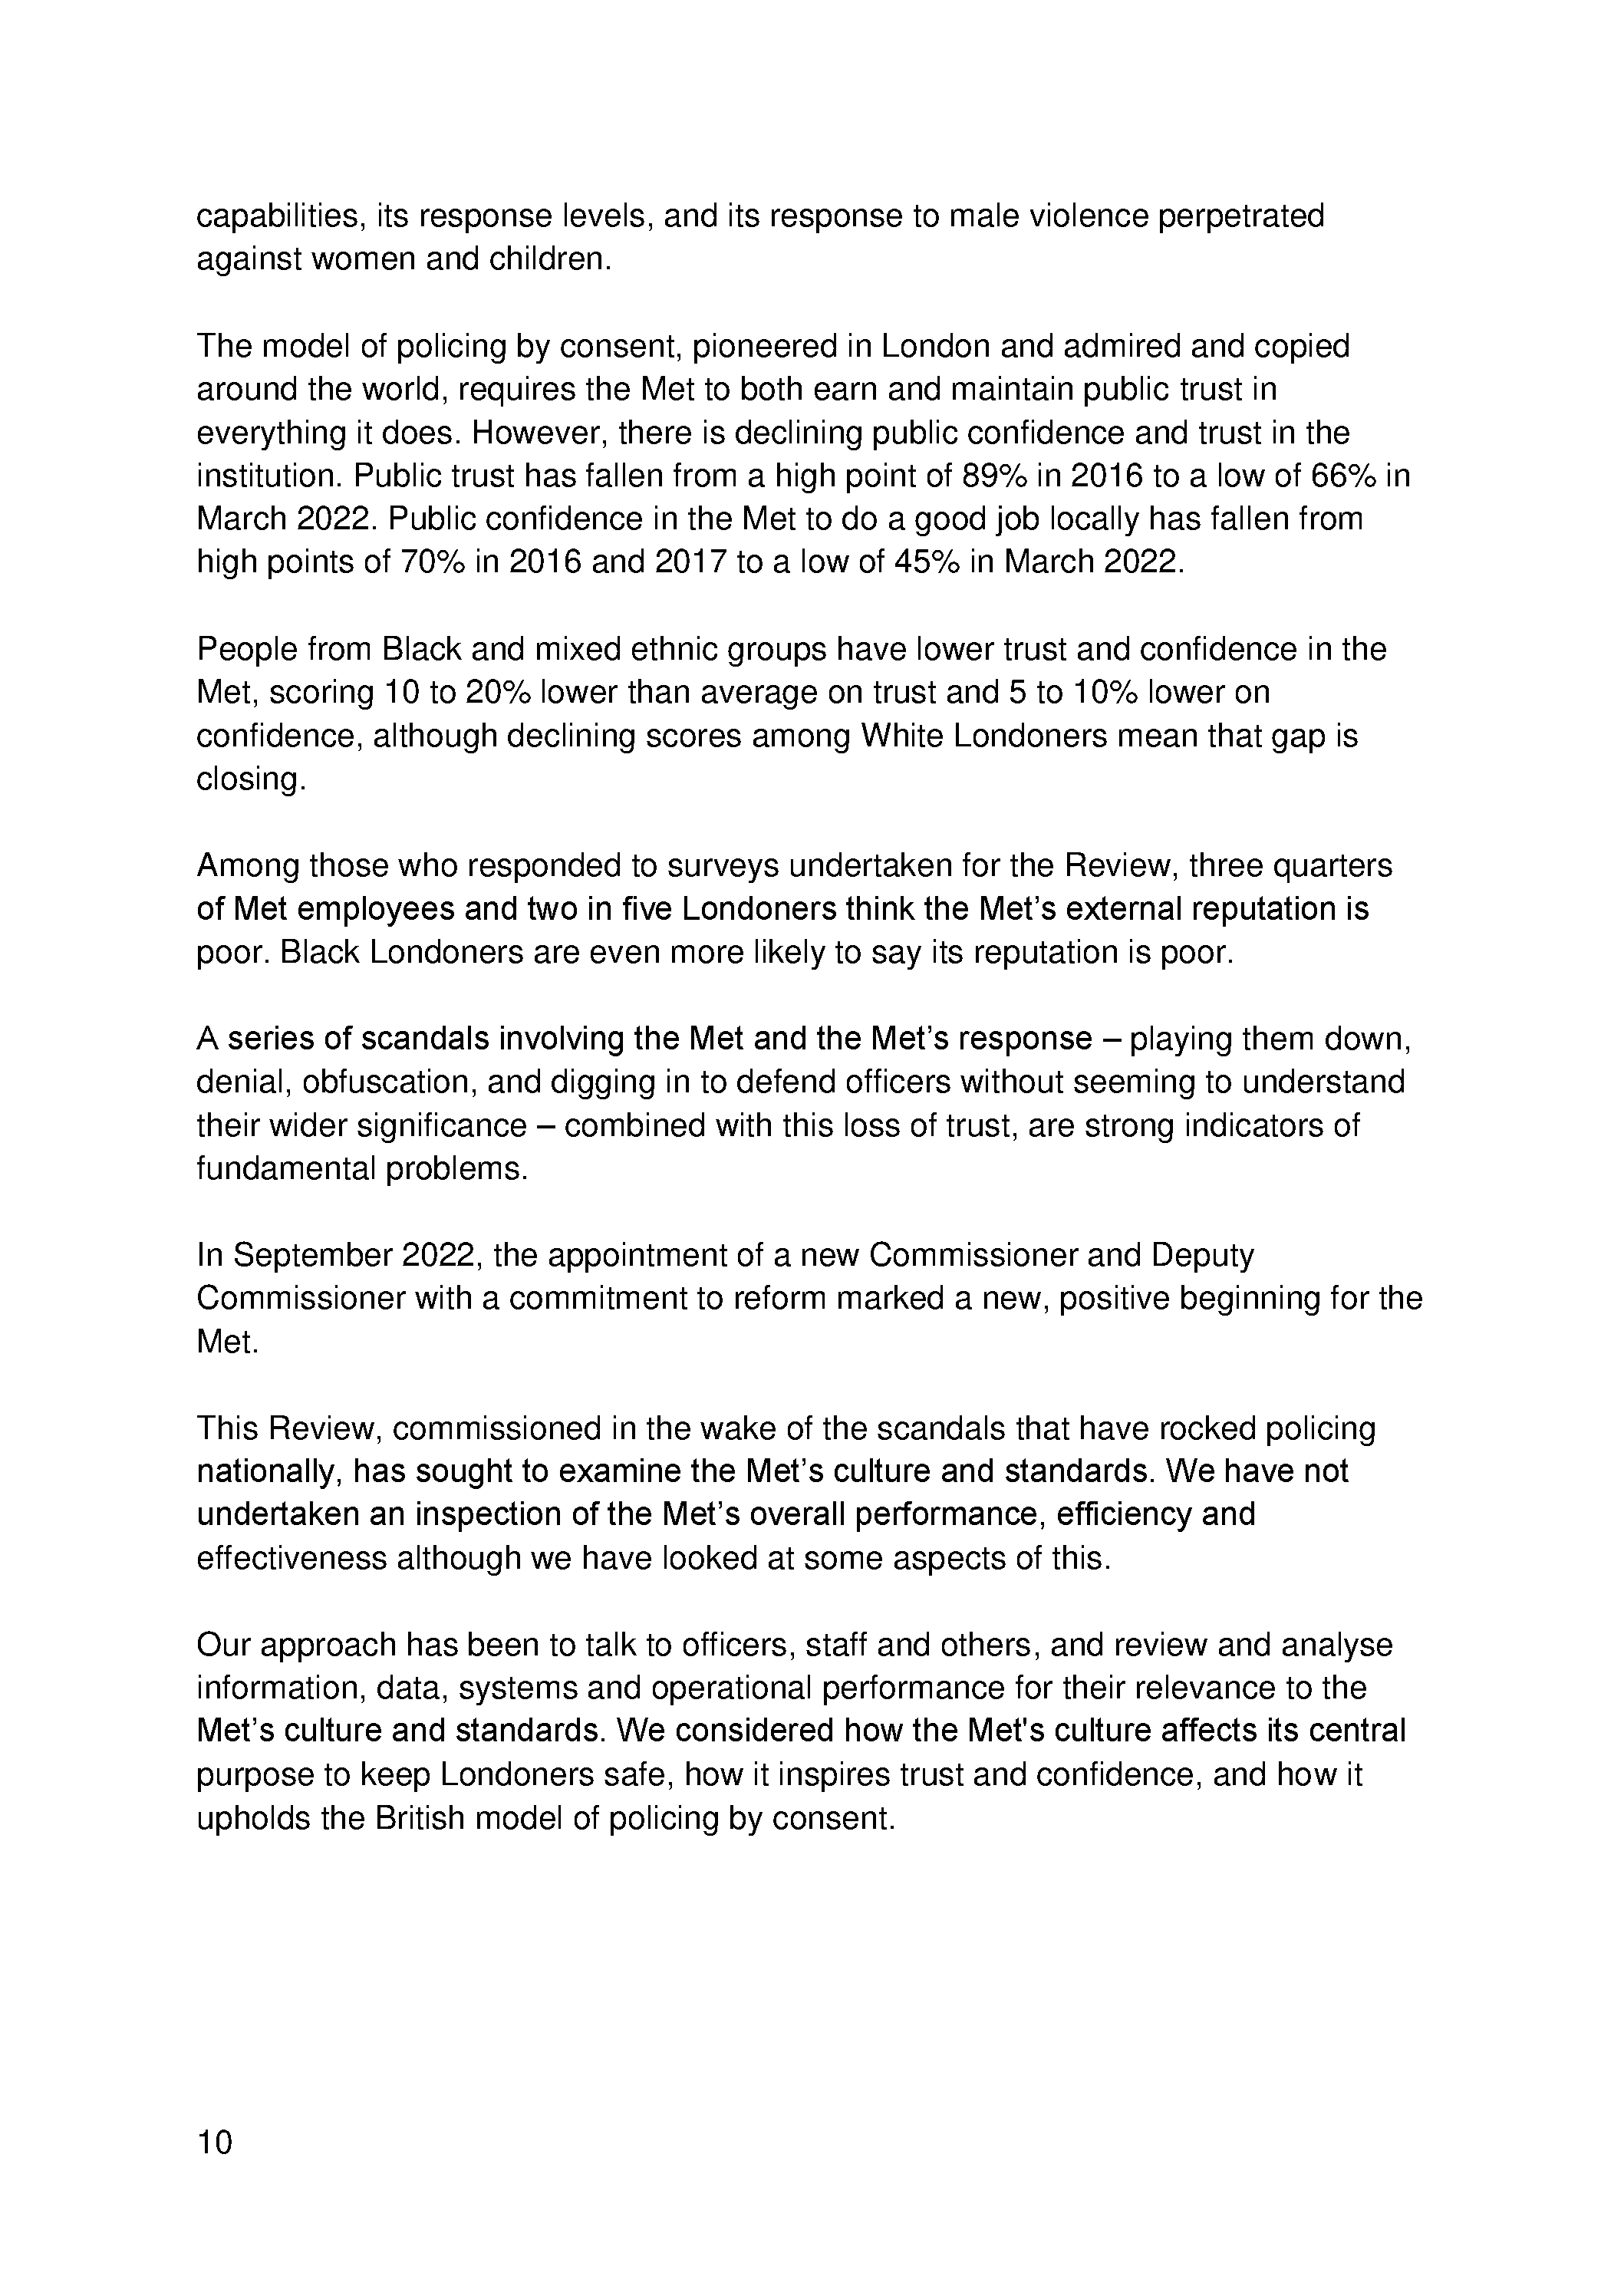 capabilities, its response levels, and its response to male violence perpetrated
against women and children.
The model of policing by consent, pioneered in London and admired and copied
around the world, requires the Met to both earn and maintain public trust in
everything it does. However, there is declining public confidence and trust in the
institution. Public trust has fallen from a high point of 89% in 2016 to a low of 66% in
March 2022. Public confidence in the Met to do a good job locally has fallen from
high points of 70% in 2016 and 2017 to a low of 45% in March 2022.
People from Black and mixed ethnic groups have lower trust and confidence in the
Met, scoring 10 to 20% lower than average on trust and 5 to 10% lower on
confidence, although declining scores among White Londoners mean that gap is
closing.
Among those who responded to surveys undertaken for the Review, three quarters
of Met employees and two in five Londoners think the Met’s external reputation is
poor. Black Londoners are even more likely to say its reputation is poor.
A series of scandals involving the Met and the Met’s response – playing them down,
denial, obfuscation, and digging in to defend officers without seeming to understand
their wider significance – combined with this loss of trust, are strong indicators of
fundamental problems.
In September 2022, the appointment of a new Commissioner and Deputy
Commissioner with a commitment to reform marked a new, positive beginning for the
Met.
This Review, commissioned in the wake of the scandals that have rocked policing
nationally, has sought to examine the Met’s culture and standards. We have not
undertaken an inspection of the Met’s overall performance, efficiency and
effectiveness although we have looked at some aspects of this.
Our approach has been to talk to officers, staff and others, and review and analyse
information, data, systems and operational performance for their relevance to the
Met’s culture and standards. We considered how the Met's culture affects its central
purpose to keep Londoners safe, how it inspires trust and confidence, and how it
upholds the British model of policing by consent.
10